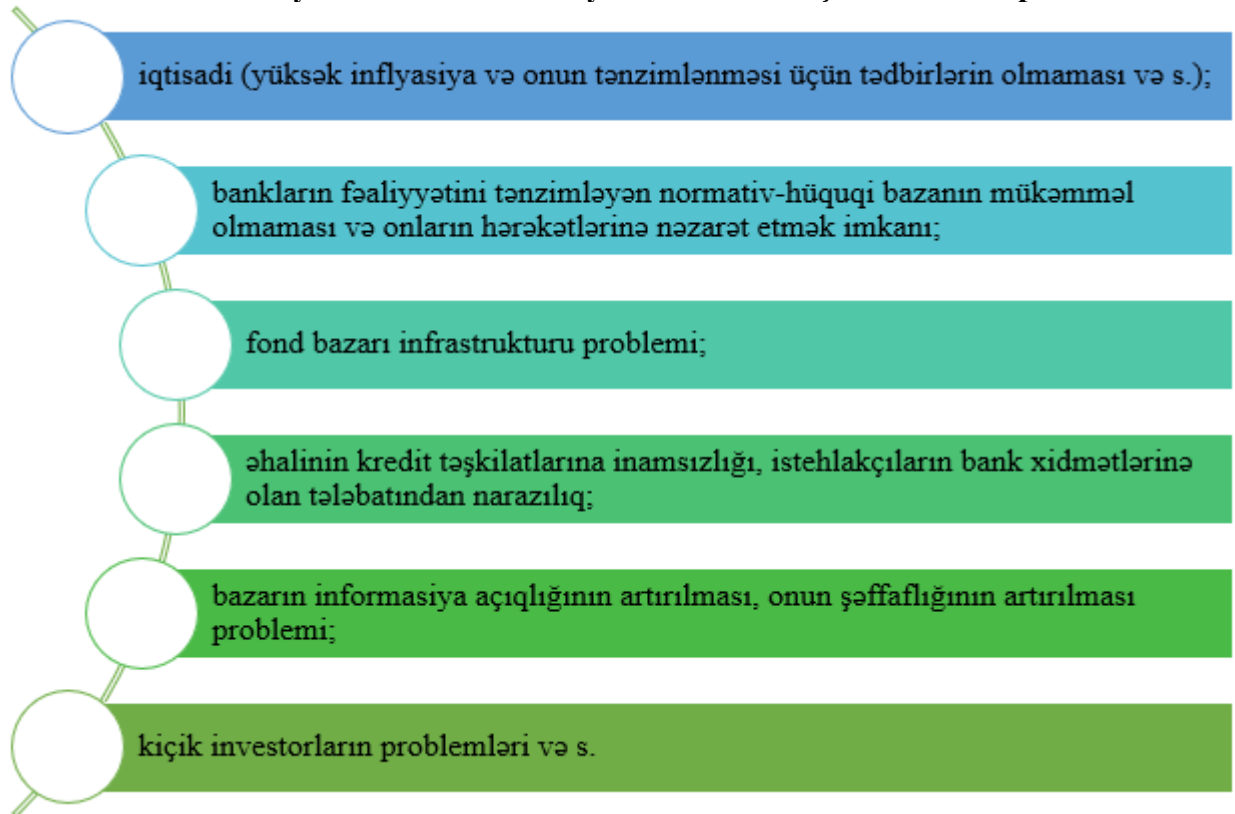 iqtisadi (yüksək inflyasiya və onun tənzimlənməsi üçün tədbirlərin olmaması və s.);
bankların fəaliyyətini tənzimləyən normativ-hüquqi bazanın mükəmməl
olmaması və onların hərəkətlərinə nəzarət etmək imkanı;
fond bazarı infrastrukturu problemi;
əhalinin kredit təşkilatlarına inamsızlığı, istehlakçıların bank xidmətlərinə
olan tələbatından narazılıq;
bazarın informasiya açıqlığının artırılması, onun şəffaflığının artırılması
problemi;
kiçik investorların problemləri və s.